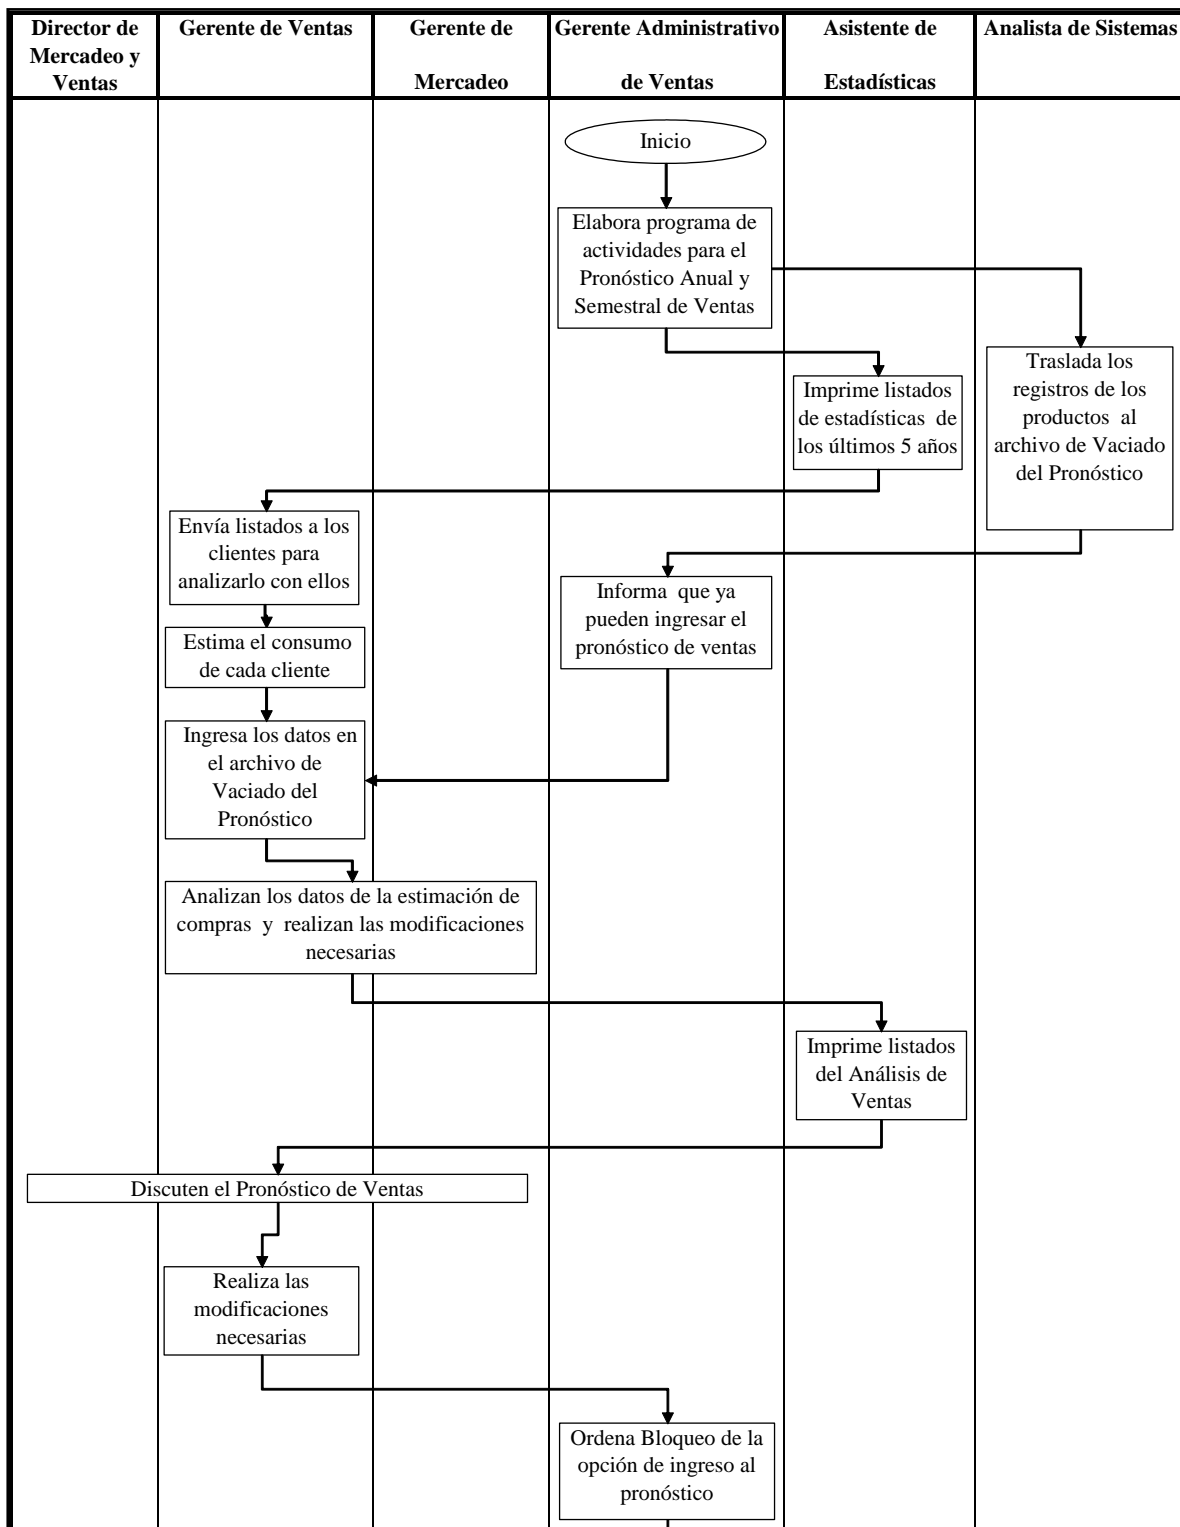 Director de
Mercadeo y
Ventas
Gerente de Ventas
Gerente de
Mercadeo
Gerente Administrativo
de Ventas
Asistente de
Estadísticas
Analista de Sistemas
Inicio
Elabora programa de
actividades para el
Pronóstico Anual y
Semestral de Ventas
Imprime listados
de estadísticas de
los últimos 5 años
Traslada los
registros de los
productos al
archivo de Vaciado
del Pronóstico
Envía listados a los
clientes para
analizarlo con ellos
Informa que ya
pueden ingresar el
pronóstico de ventas
Estima el consumo
de cada cliente
Ingresa los datos en
el archivo de
Vaciado del
Pronóstico
Analizan los datos de la estimación de
compras y realizan las modificaciones
necesarias
Imprime listados
del Análisis de
Ventas
Discuten el Pronóstico de Ventas
Realiza las
modificaciones
necesarias
Ordena Bloqueo de la
opción de ingreso al
pronóstico